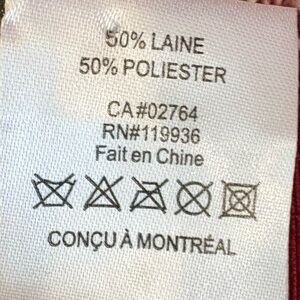 50% LAINE
50% POLIESTER
CA#02764
RN#119936
Fait en Chine
CONÇU À MONTRÉAL